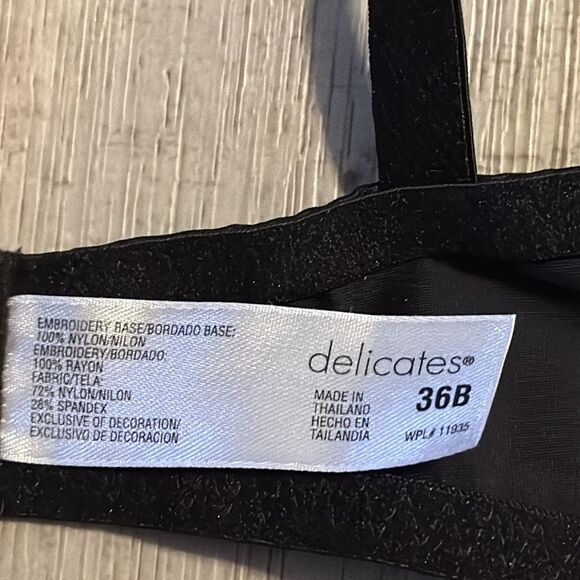 EMBROIDERY BASE/BORDADO BASE:
100% NYLON/NILON
EMBROIDERY/BORDADO:
100% RAYON
FABRIC/TELA:
72% NYLON/NILON
28% SPANDEX
EXCLUSIVE OF DECORATION/
EXCLUSIVO DE DECORACION
delicates®
MADE IN
THAILAND
HECHO EN
TAILANDIA
36B
WPL# 11935